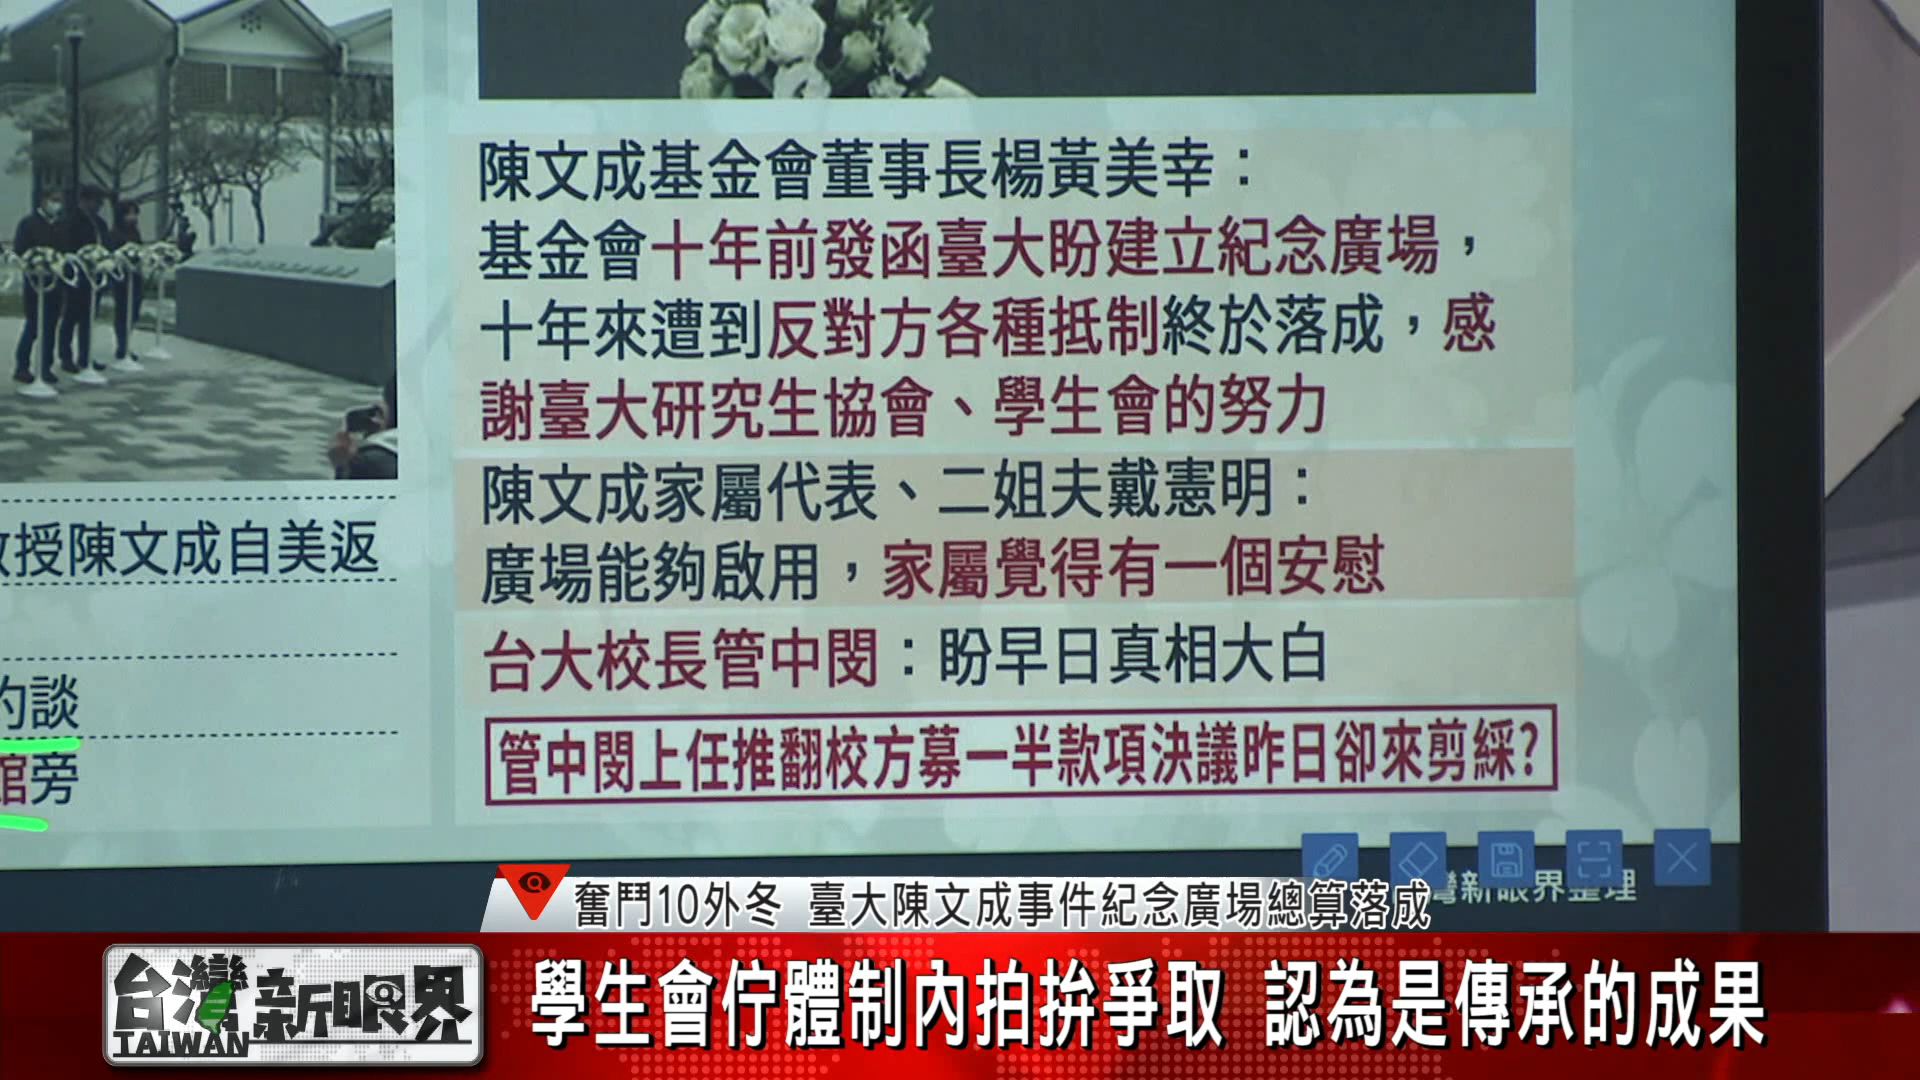 陳文成基金會董事長楊黃美幸：
基金會十年前發函臺大盼建立紀念廣場，
十年來遭到反對方各種抵制終於落成，感
謝臺大研究生協會、學生會的努力
陳文成家屬代表、二姐夫戴憲明：
廣場能夠啟用，家屬覺得有一個安慰
台大校長管中閔：盼早日真相大白
管中閔上任推翻校方募一半款項決議昨日卻來剪綵？
授陳文成自美返
約談
館旁
灣新眼界整理
奮鬥10外冬 臺大陳文成事件紀念廣場總算落成
台灣新眼界
TAIWAN
學生會佇體制內拍拚爭取 認為是傳承的成果